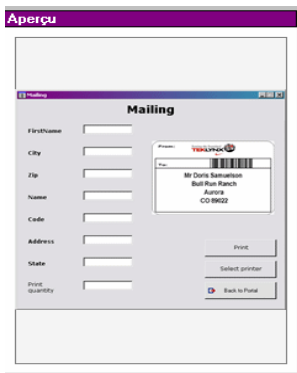 Aperçu
Mailing
Mailing
FirstName
City
Zip
Name
Code
Address
State
Print
quantity
From:
TEKLYNX
To:
Mr Doris Samuelson
Bull Run Ranch
Aurora
CO 89022
Print
Select printer
Back to Portal